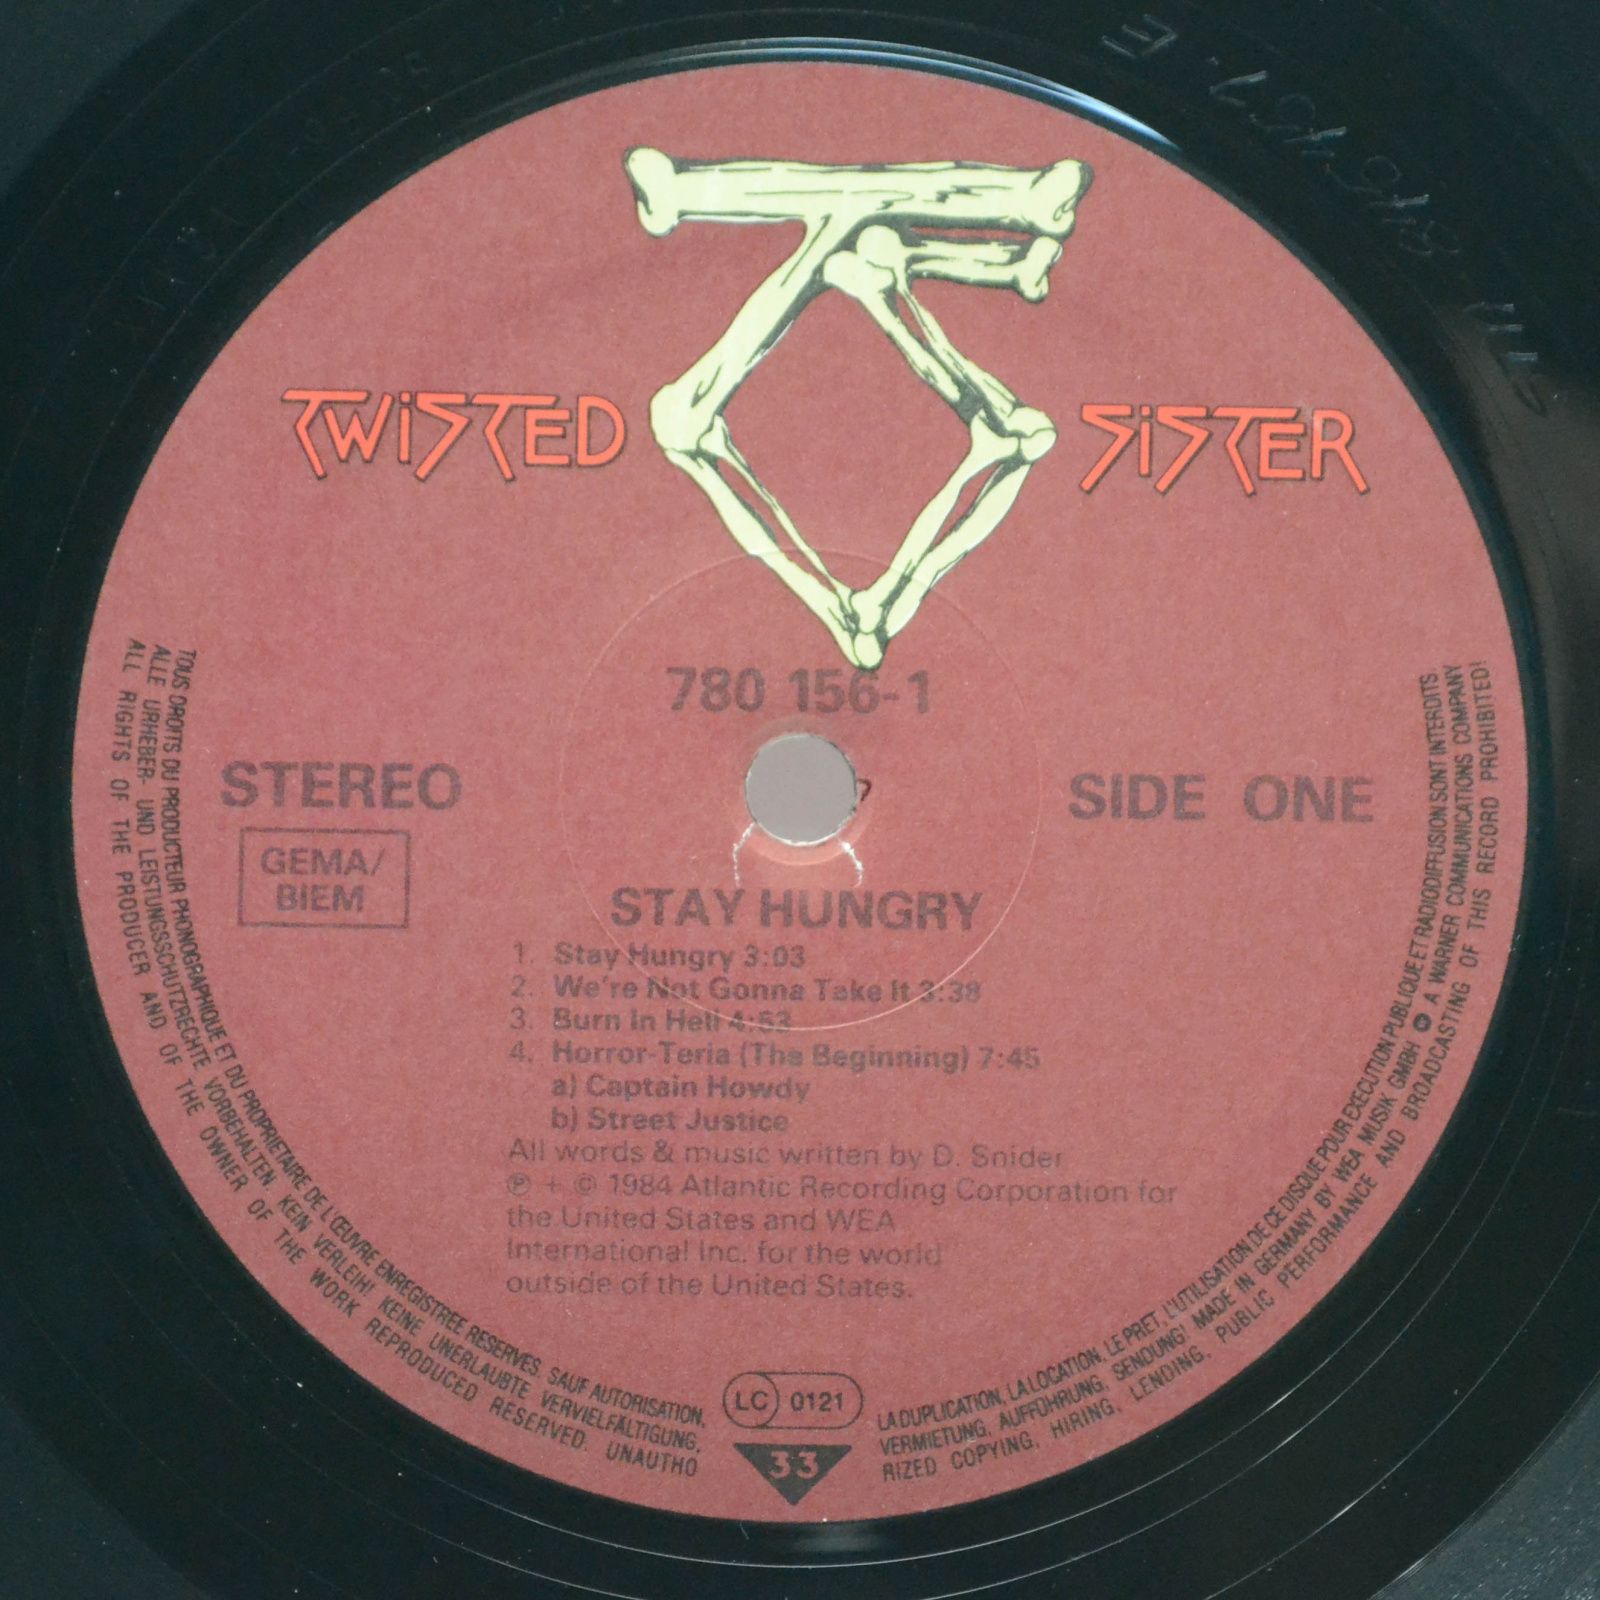 TWiSTED SiSTER
780 156-1
STEREO
SIDE ONE
GEMA/
BIEM
STAY HUNGRY
1. Stay Hungry 3:03
2. We're Not Gonna Take It 3:38
3. Burn In Hell 4:53
4. Horror-Teria (The Beginning) 7:45
a) Captain Howdy
b) Street Justice
All words & music written by D. Snider
℗ + © 1984 Atlantic Recording Corporation for
the United States and WEA
International Inc. for the world
outside of the United States.
LC 0121
33
TOUS DROITS DU PRODUCTEUR PHONOGRAPHIQUE ET DU PROPRIETAIRE DE L'ŒUVRE ENREGISTREE RESERVES. SAUF AUTORISATION, LA DUPLICATION, LA LOCATION, LE PRET, L'UTILISATION DE CE DISQUE POUR EXECUTION PUBLIQUE ET RADIODIFFUSION SONT INTERDITS.
ALLE URHEBER- UND LEISTUNGSSCHUTZRECHTE VORBEHALTEN. KEIN VERLEIH! KEINE UNERLAUBTE VERVIELFÄLTIGUNG, VERMIETUNG, AUFFÜHRUNG, SENDUNG! MADE IN GERMANY BY WEA MUSIK GMBH A WARNER COMMUNICATIONS COMPANY
ALL RIGHTS OF THE PRODUCER AND OF THE OWNER OF THE WORK REPRODUCED RESERVED. UNAUTHORIZED COPYING, HIRING, LENDING, PUBLIC PERFORMANCE AND BROADCASTING OF THIS RECORD PROHIBITED!